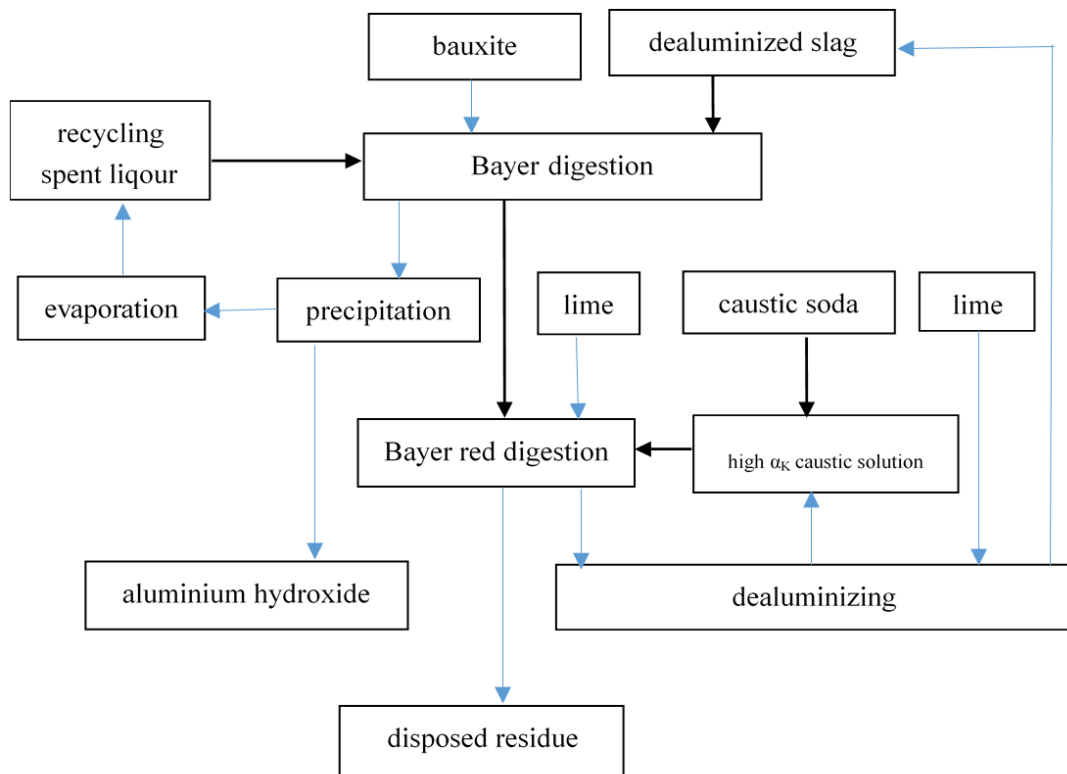 bauxite
dealuminized slag
recycling
spent liqour
Bayer digestion
evaporation
precipitation
lime
caustic soda
lime
Bayer red digestion
high αK caustic solution
aluminium hydroxide
dealuminizing
disposed residue